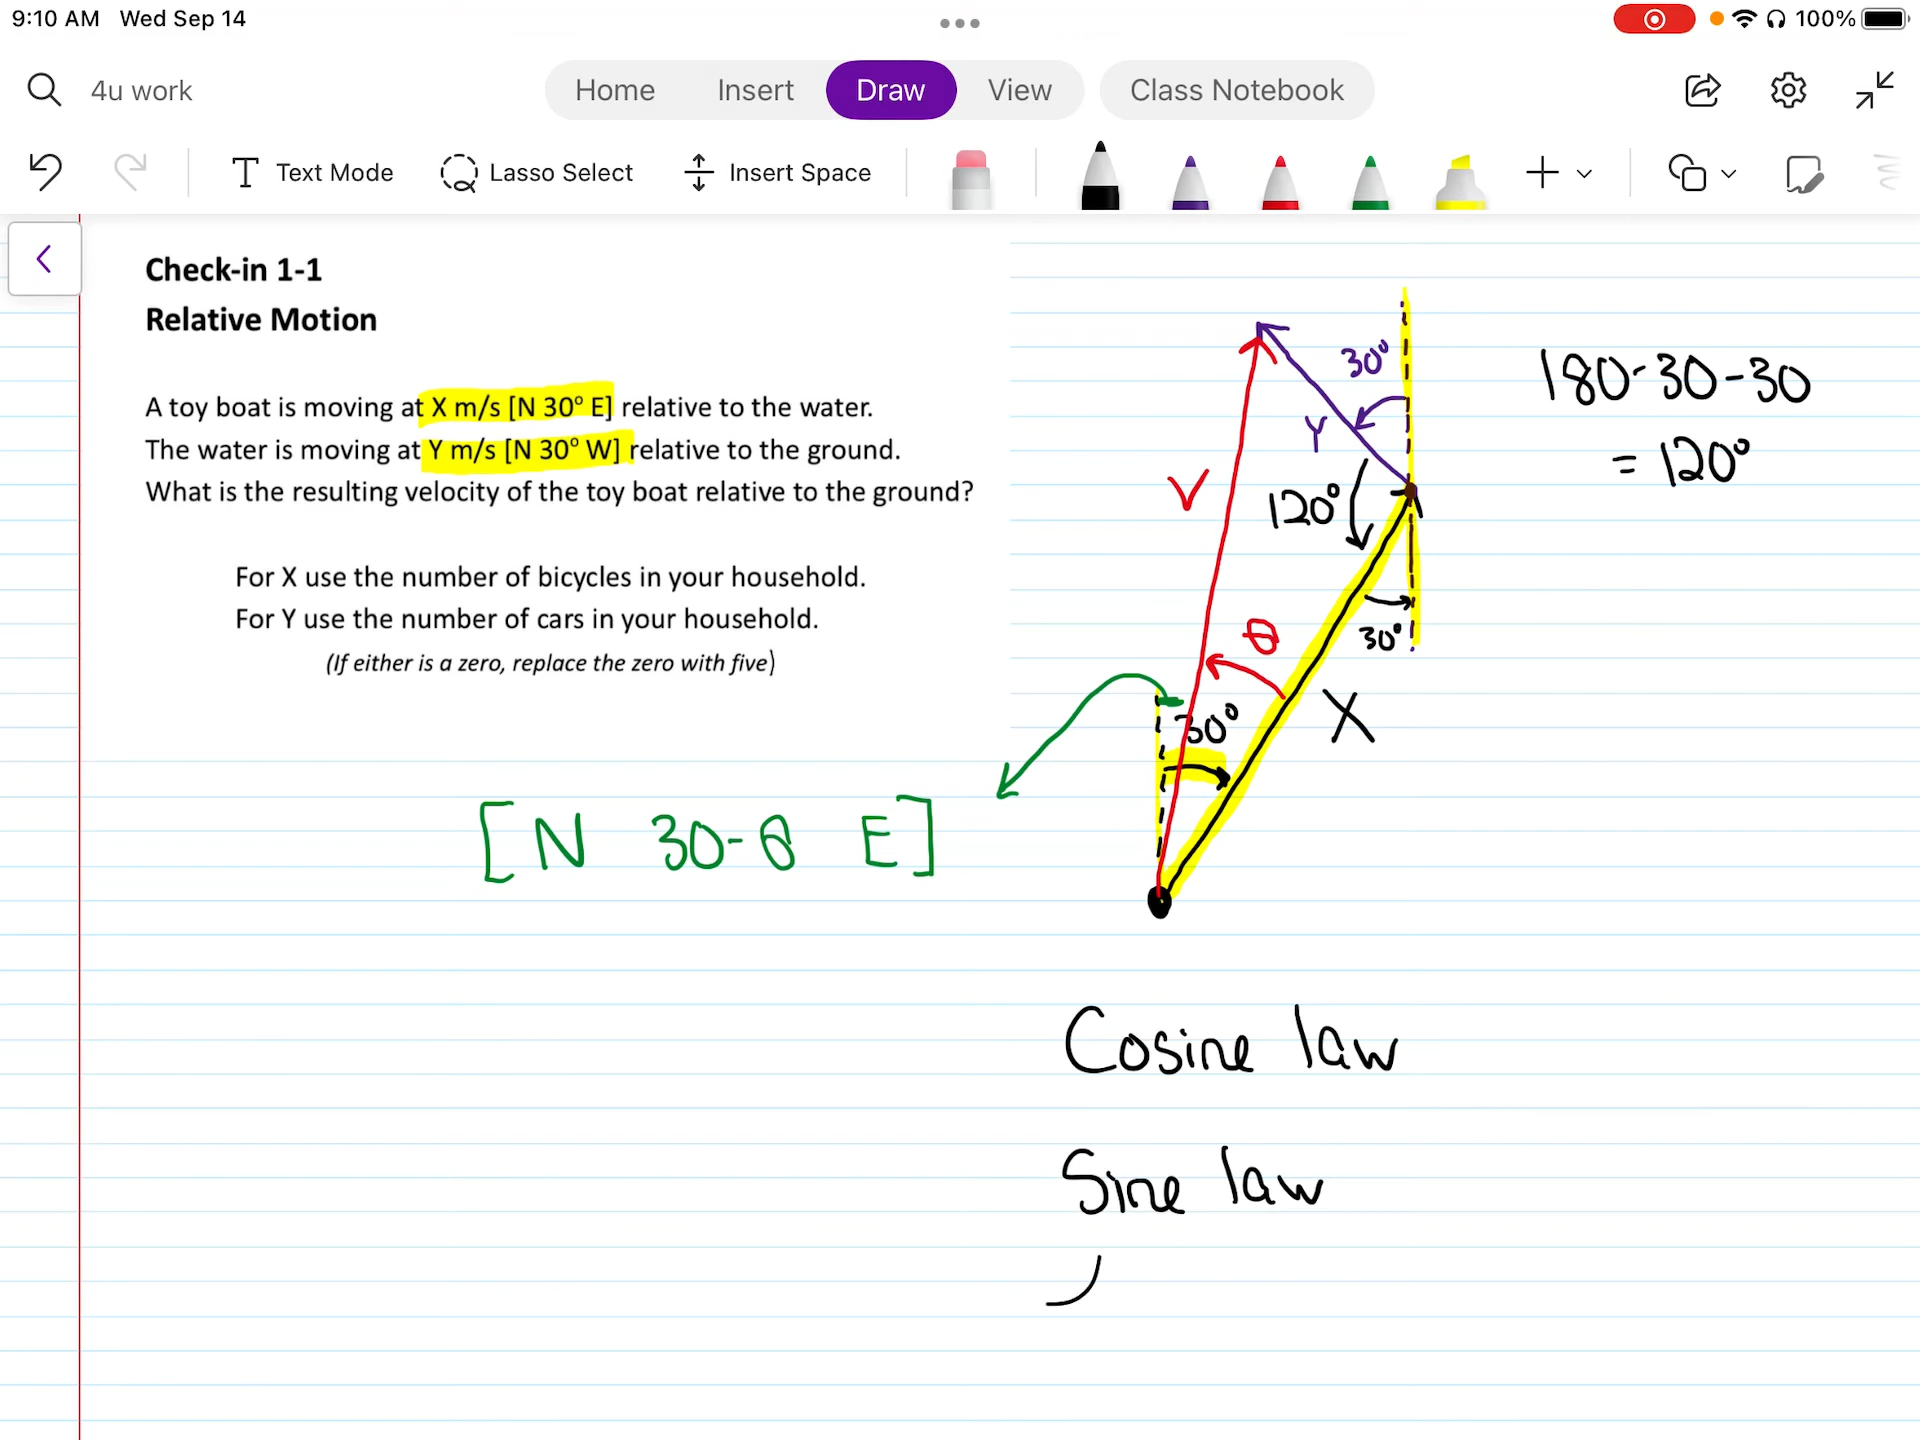 9:10 AM Wed Sep 14
100%
4u work
Home Insert Draw View Class Notebook
Text Mode Lasso Select Insert Space
Check-in 1-1
Relative Motion
A toy boat is moving at X m/s [N 30° E] relative to the water.
The water is moving at Y m/s [N 30° W] relative to the ground.
What is the resulting velocity of the toy boat relative to the ground?
For X use the number of bicycles in your household.
For Y use the number of cars in your household.
(If either is a zero, replace the zero with five)
30°
Y
V
120°
θ
30°
30°
X
180-30-30
= 120°
[N 30-θ E]
Cosine law
Sine law